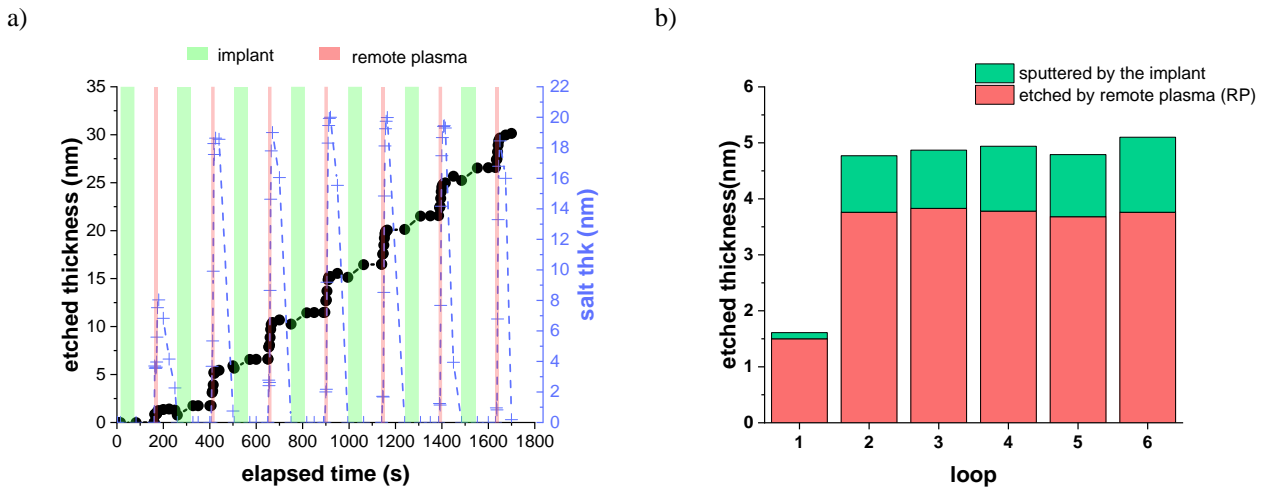 a)
implant
remote plasma
35
30
25
20
15
10
5
0
etched thickness (nm)
0 200 400 600 800 1000 1200 1400 1600 1800
elapsed time (s)
22
20
18
16
14
12
10
8
6
4
2
0
salt thk (nm)
b)
sputtered by the implant
etched by remote plasma (RP)
6
5
4
3
2
1
0
etched thickness(nm)
1 2 3 4 5 6
loop